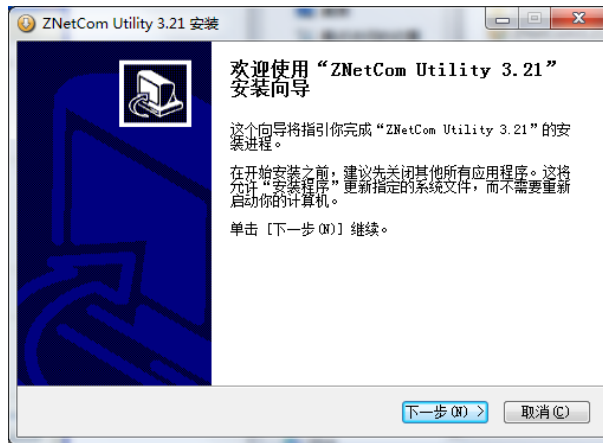 ZNetCom Utility 3.21 安装
欢迎使用“ZNetCom Utility 3.21”
安装向导
这个向导将指引你完成“ZNetCom Utility 3.21”的安
装进程。
在开始安装之前，建议先关闭其他所有应用程序。这将
允许“安装程序”更新指定的系统文件，而不需要重新
启动你的计算机。
单击 [下一步(N)] 继续。
下一步(N) >
取消(C)